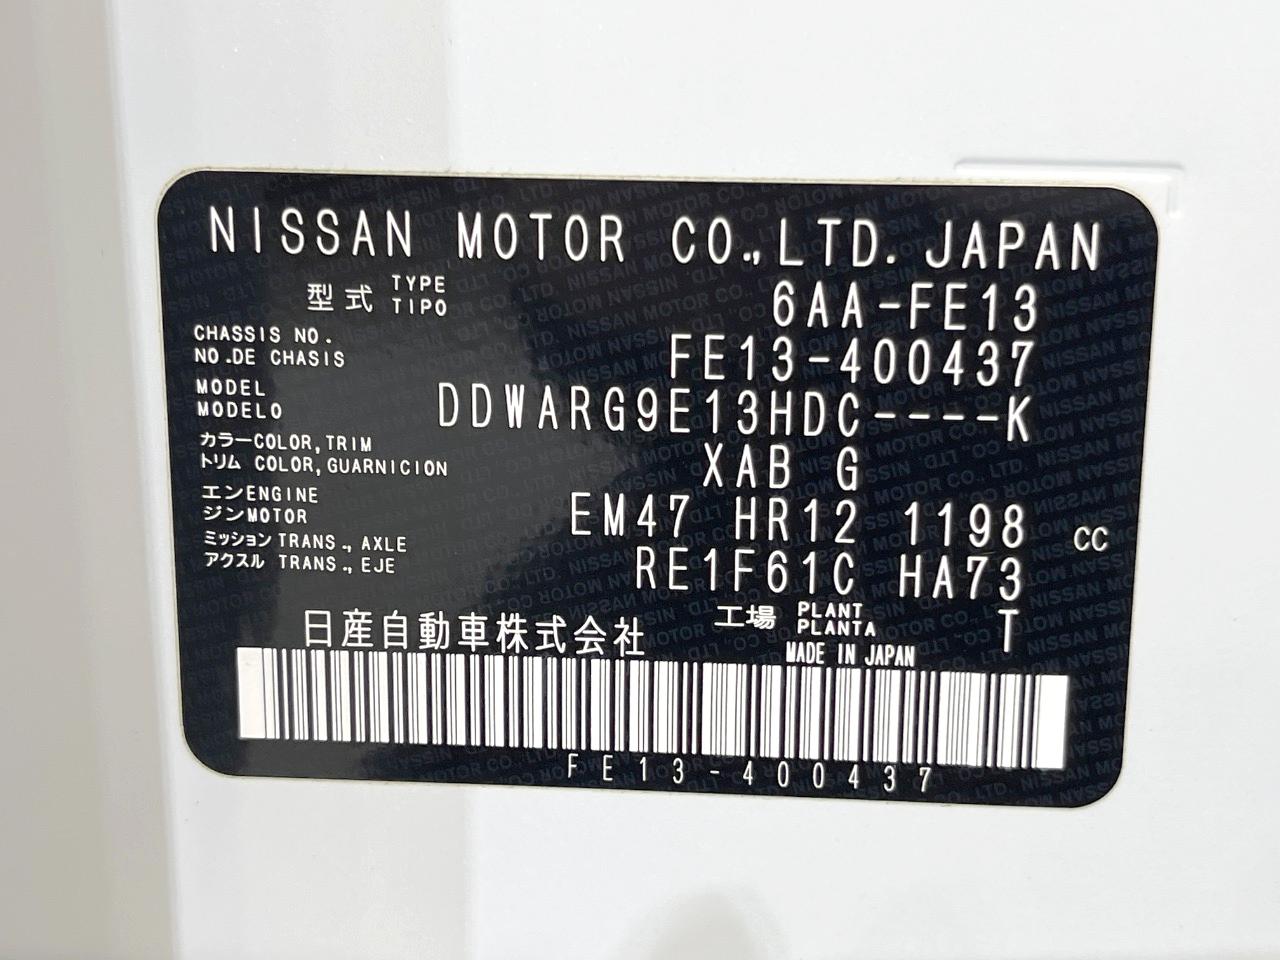 NISSAN MOTOR CO.,LTD. JAPAN
型式 TYPE TIPO 6AA-FE13
CHASSIS NO.
NO.DE CHASIS FE13-400437
MODEL
MODELO DDWARG9E13HDC----K
カラーCOLOR,TRIM
トリム COLOR,GUARNICION XAB G
エンENGINE
ジンMOTOR EM47 HR12 1198 CC
ミッション TRANS., AXLE
アクスル TRANS., EJE RE1F61C HA73
日産自動車株式会社 工場 PLANT PLANTA T
MADE IN JAPAN
FE13-400437